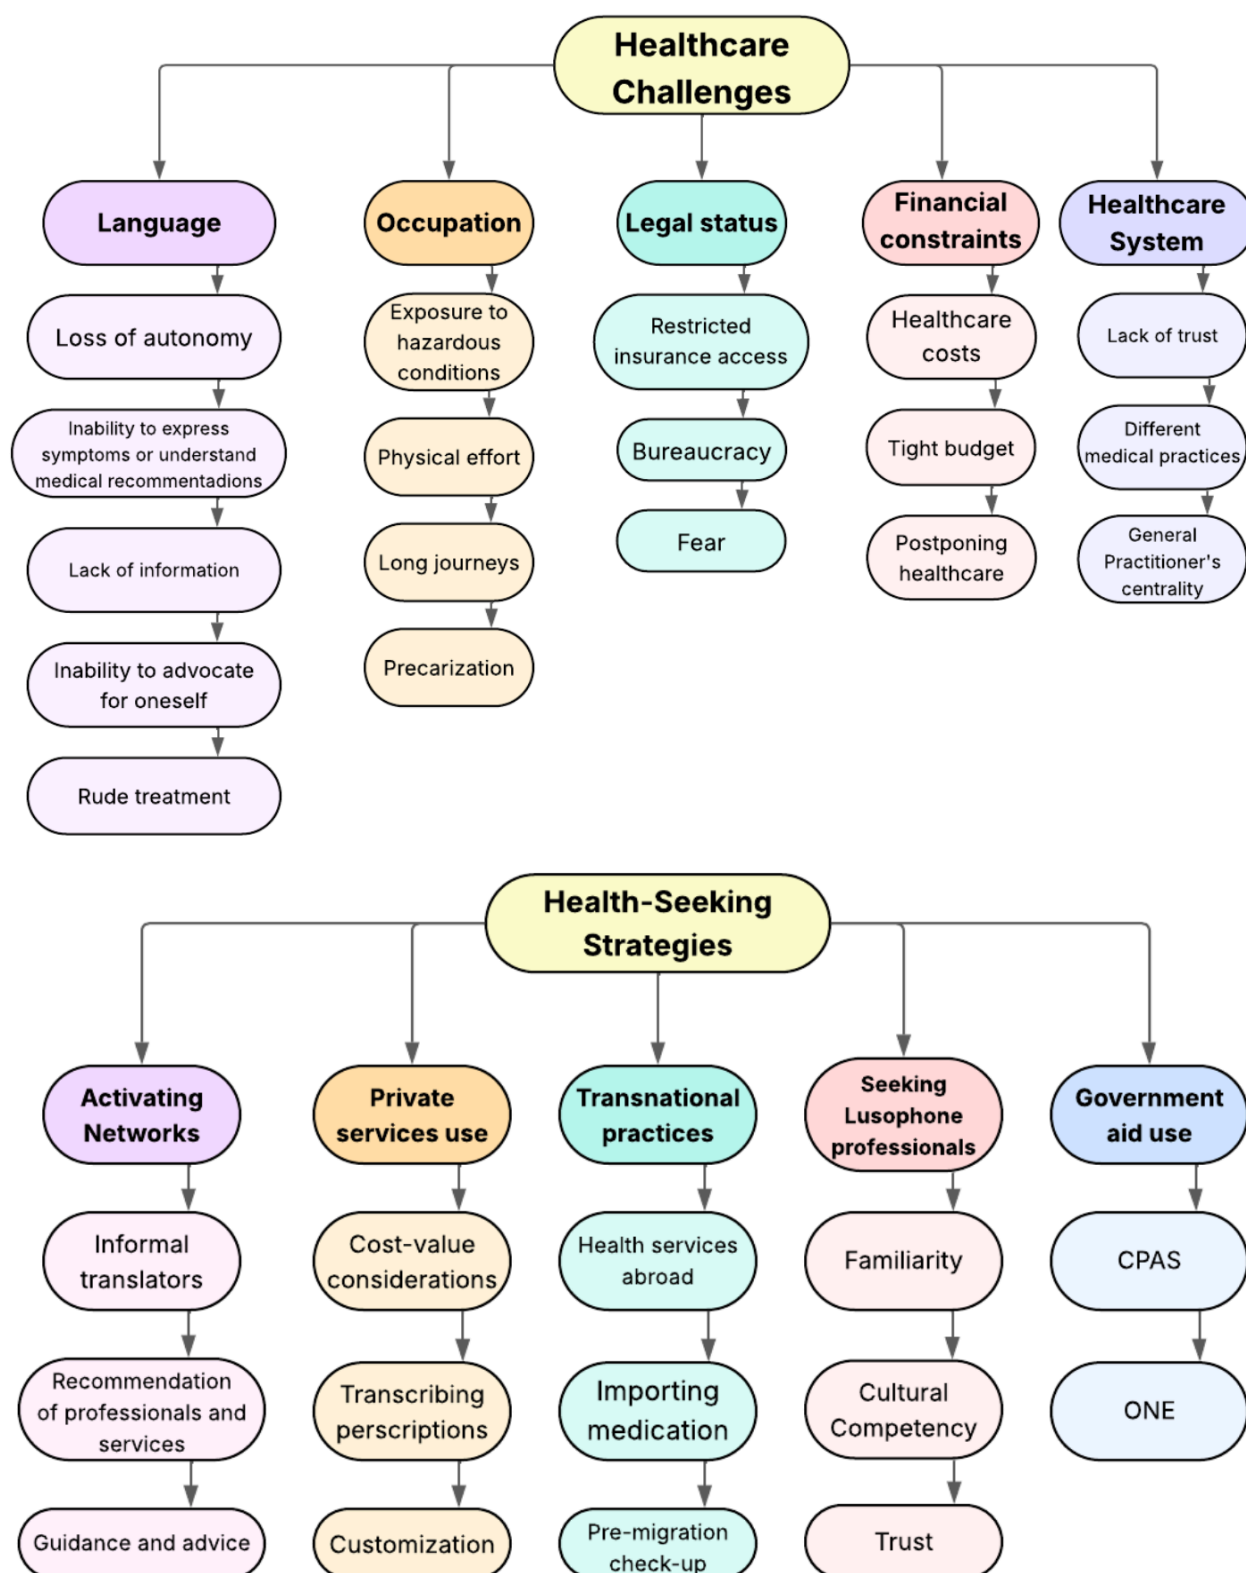 Healthcare
Challenges
Language
Occupation
Legal status
Financial
constraints
Healthcare
System
Loss of autonomy
Exposure to
hazardous
conditions
Restricted
insurance access
Healthcare
costs
Lack of trust
Inability to express
symptoms or understand
medical recommentadions
Physical effort
Bureaucracy
Tight budget
Different
medical practices
Lack of information
Long journeys
Fear
Postponing
healthcare
General
Practitioner's
centrality
Inability to advocate
for oneself
Precarization
Rude treatment
Health-Seeking
Strategies
Activating
Networks
Private
services use
Transnational
practices
Seeking
Lusophone
professionals
Government
aid use
Informal
translators
Cost-value
considerations
Health services
abroad
Familiarity
CPAS
Recommendation
of professionals and
services
Transcribing
perscriptions
Importing
medication
Cultural
Competency
ONE
Guidance and advice
Customization
Pre-migration
check-up
Trust